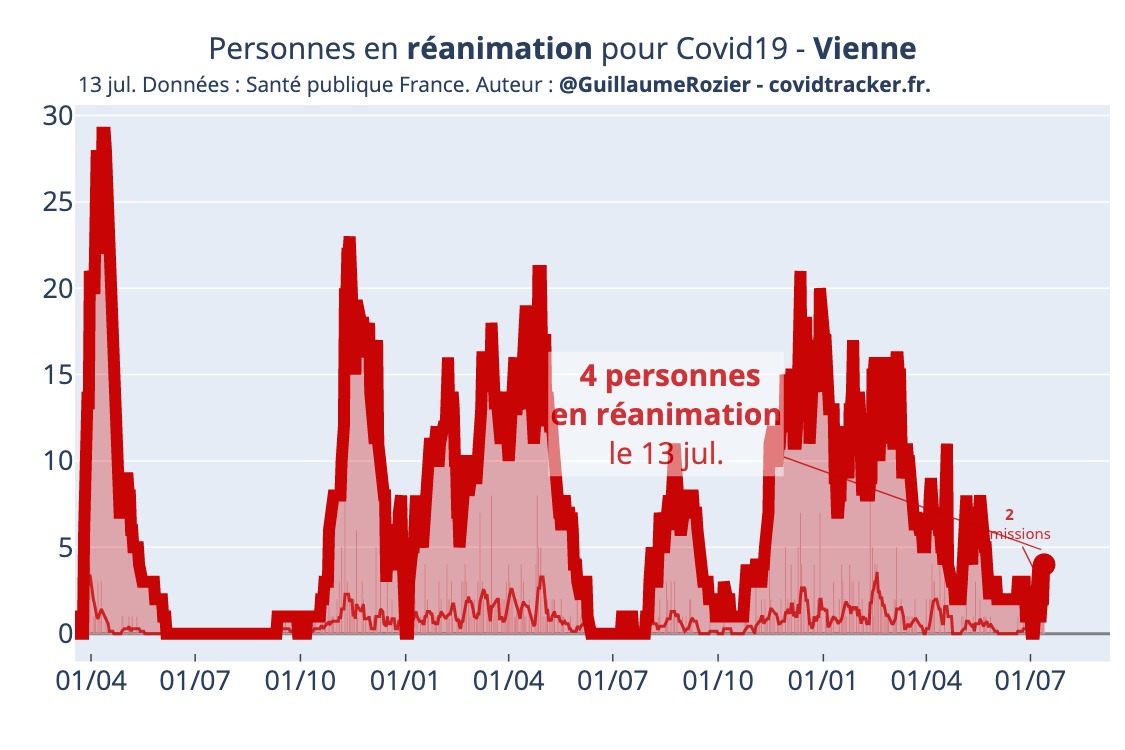 Personnes en réanimation pour Covid19 - Vienne
13 jul. Données : Santé publique France. Auteur : @GuillaumeRozier - covidtracker.fr.
30
25
20
15
10
5
0
4 personnes
en réanimation
le 13 jul.
2
missions
01/04 01/07 01/10 01/01 01/04 01/07 01/10 01/01 01/04 01/07